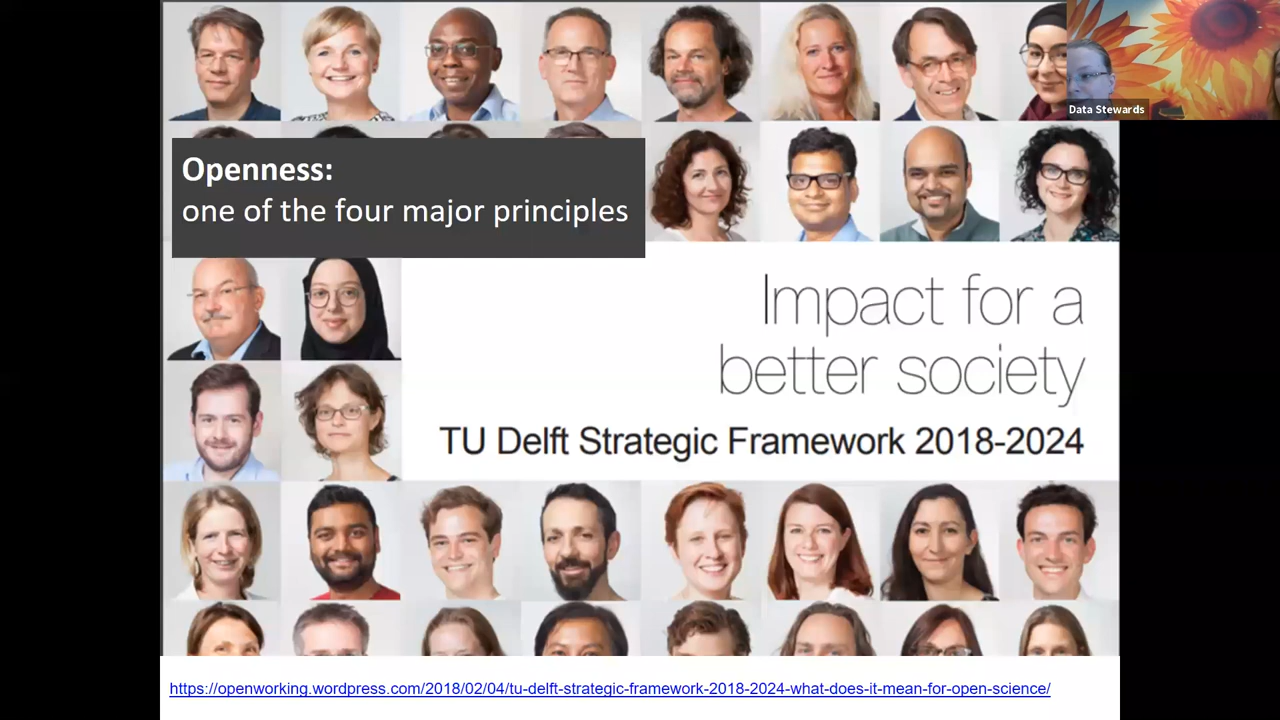 Data Stewards
Openness:
one of the four major principles
Impact for a
better society
TU Delft Strategic Framework 2018-2024
https://openworking.wordpress.com/2018/02/04/tu-delft-strategic-framework-2018-2024-what-does-it-mean-for-open-science/